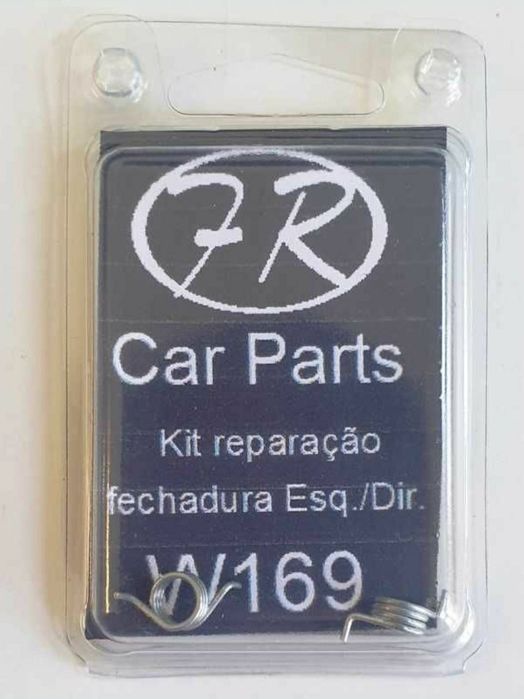 FR
Car Parts
Kit reparação
fechadura Esq./Dir.
W169